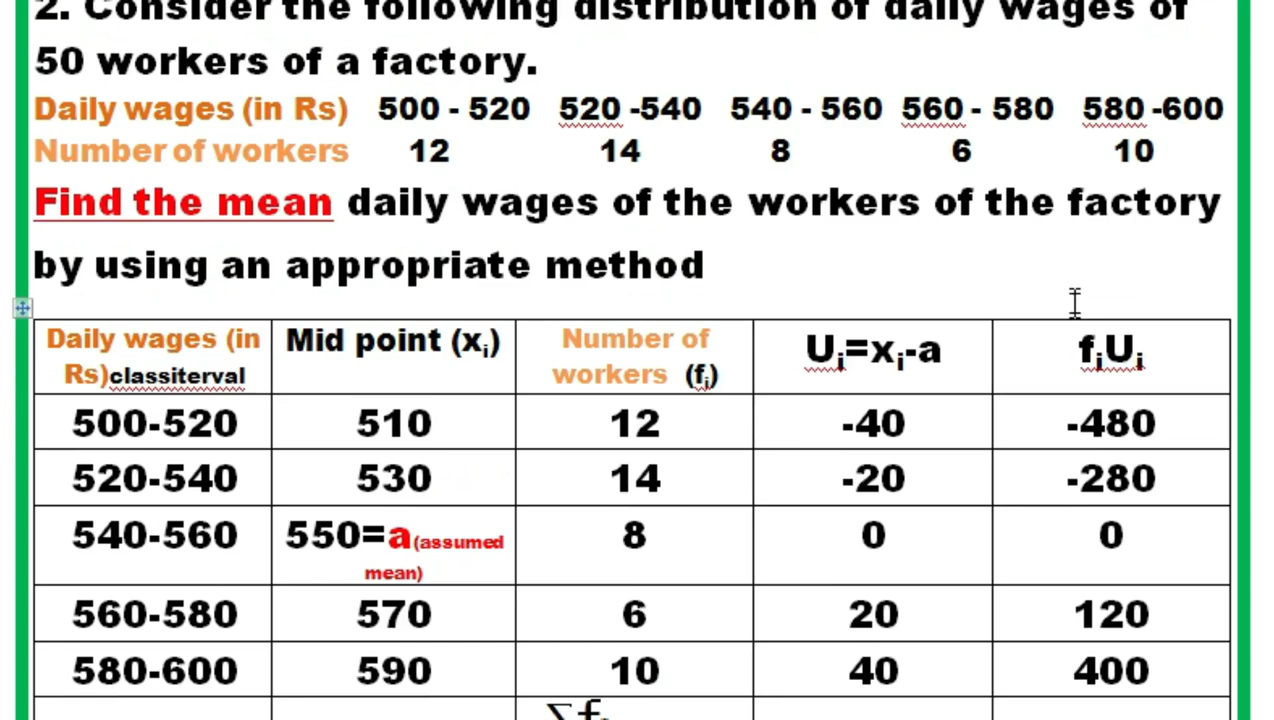 2. Consider the following distribution of daily wages of
50 workers of a factory.
Daily wages (in Rs) 500 - 520 520 -540 540 - 560 560 - 580 580 -600
Number of workers 12 14 8 6 10
Find the mean daily wages of the workers of the factory
by using an appropriate method
Daily wages (in Rs)classiterval Mid point (xi) Number of workers (fi) Ui=xi-a fiUi
500-520 510 12 -40 -480
520-540 530 14 -20 -280
540-560 550=a(assumed mean) 8 0 0
560-580 570 6 20 120
580-600 590 10 40 400
∑fi